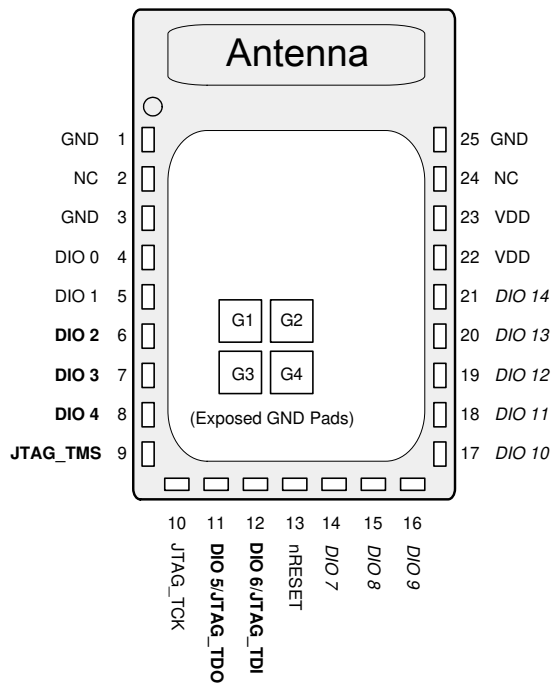 Antenna
GND 1
NC 2
GND 3
DIO 0 4
DIO 1 5
DIO 2 6
DIO 3 7
DIO 4 8
JTAG_TMS 9
25 GND
24 NC
23 VDD
22 VDD
21 DIO 14
20 DIO 13
19 DIO 12
18 DIO 11
17 DIO 10
G1 G2
G3 G4
(Exposed GND Pads)
10 11 12 13 14 15 16
JTAG_TCK
DIO 5/JTAG_TDO
DIO 6/JTAG_TDI
nRESET
DIO 7
DIO 8
DIO 9